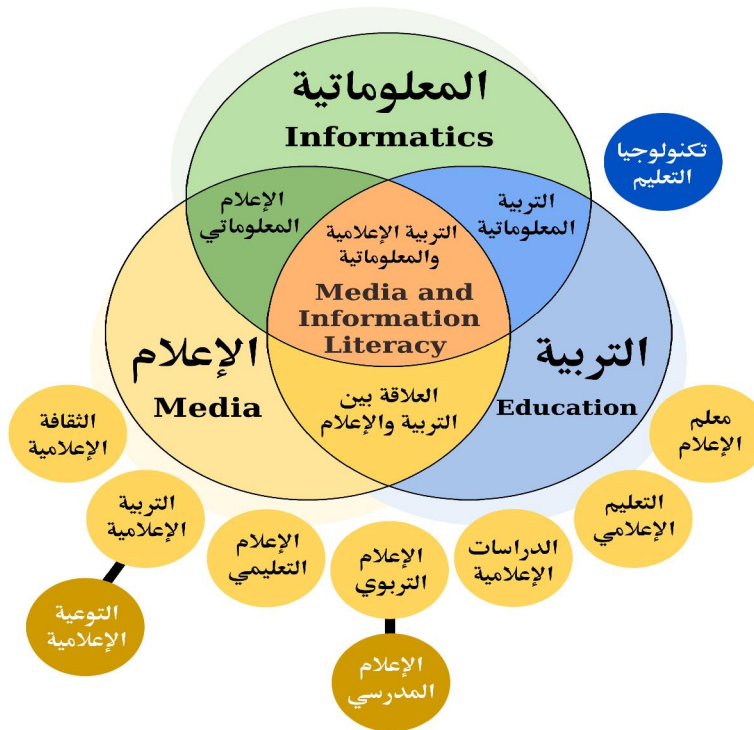 المعلوماتية
Informatics
تكنولوجيا
التعليم
الإعلام
المعلوماتي
التربية
المعلوماتية
التربية الإعلامية
والمعلوماتية
Media and
Information
Literacy
الإعلام
Media
التربية
Education
العلاقة بين
التربية والإعلام
الثقافة
الإعلامية
معلم
الإعلام
التربية
الإعلامية
التعليم
الإعلامي
الإعلام
التعليمي
الإعلام
التربوي
الدراسات
الإعلامية
التوعية
الإعلامية
الإعلام
المدرسي